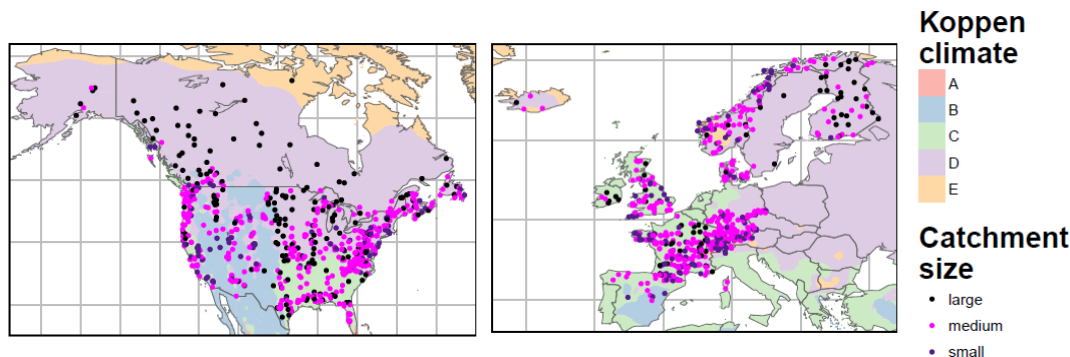 Koppen
climate
A
B
C
D
E
Catchment
size
large
medium
small